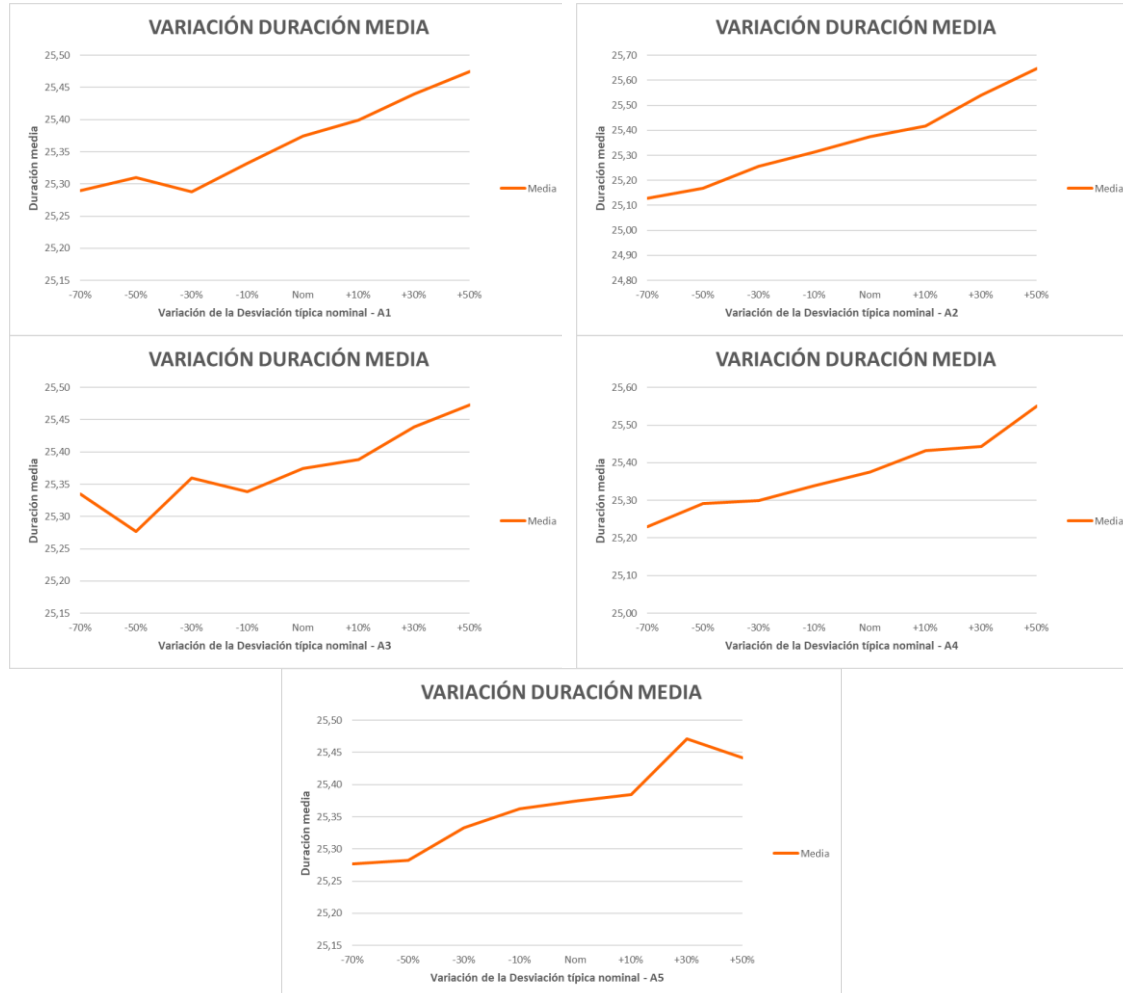 VARIACIÓN DURACIÓN MEDIA
25,50
25,45
25,40
25,35
25,30
25,25
25,20
25,15
Duración media
-70% -50% -30% -10% Nom +10% +30% +50%
Variación de la Desviación típica nominal - A1
Media
VARIACIÓN DURACIÓN MEDIA
25,70
25,60
25,50
25,40
25,30
25,20
25,10
25,00
24,90
24,80
Duración media
-70% -50% -30% -10% Nom +10% +30% +50%
Variación de la Desviación típica nominal - A2
Media
VARIACIÓN DURACIÓN MEDIA
25,50
25,45
25,40
25,35
25,30
25,25
25,20
25,15
Duración media
-70% -50% -30% -10% Nom +10% +30% +50%
Variación de la Desviación típica nominal - A3
Media
VARIACIÓN DURACIÓN MEDIA
25,60
25,50
25,40
25,30
25,20
25,10
25,00
Duración media
-70% -50% -30% -10% Nom +10% +30% +50%
Variación de la Desviación típica nominal - A4
Media
VARIACIÓN DURACIÓN MEDIA
25,50
25,45
25,40
25,35
25,30
25,25
25,20
25,15
Duración media
-70% -50% -30% -10% Nom +10% +30% +50%
Variación de la Desviación típica nominal - A5
Media